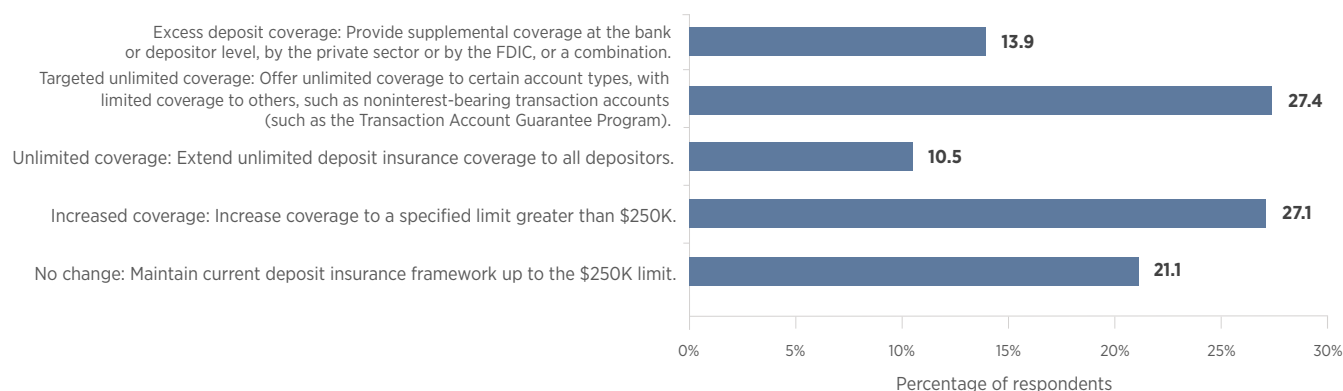 Excess deposit coverage: Provide supplemental coverage at the bank
or depositor level, by the private sector or by the FDIC, or a combination.
13.9
Targeted unlimited coverage: Offer unlimited coverage to certain account types, with
limited coverage to others, such as noninterest-bearing transaction accounts
(such as the Transaction Account Guarantee Program).
27.4
Unlimited coverage: Extend unlimited deposit insurance coverage to all depositors.
10.5
Increased coverage: Increase coverage to a specified limit greater than $250K.
27.1
No change: Maintain current deposit insurance framework up to the $250K limit.
21.1
0% 5% 10% 15% 20% 25% 30%
Percentage of respondents